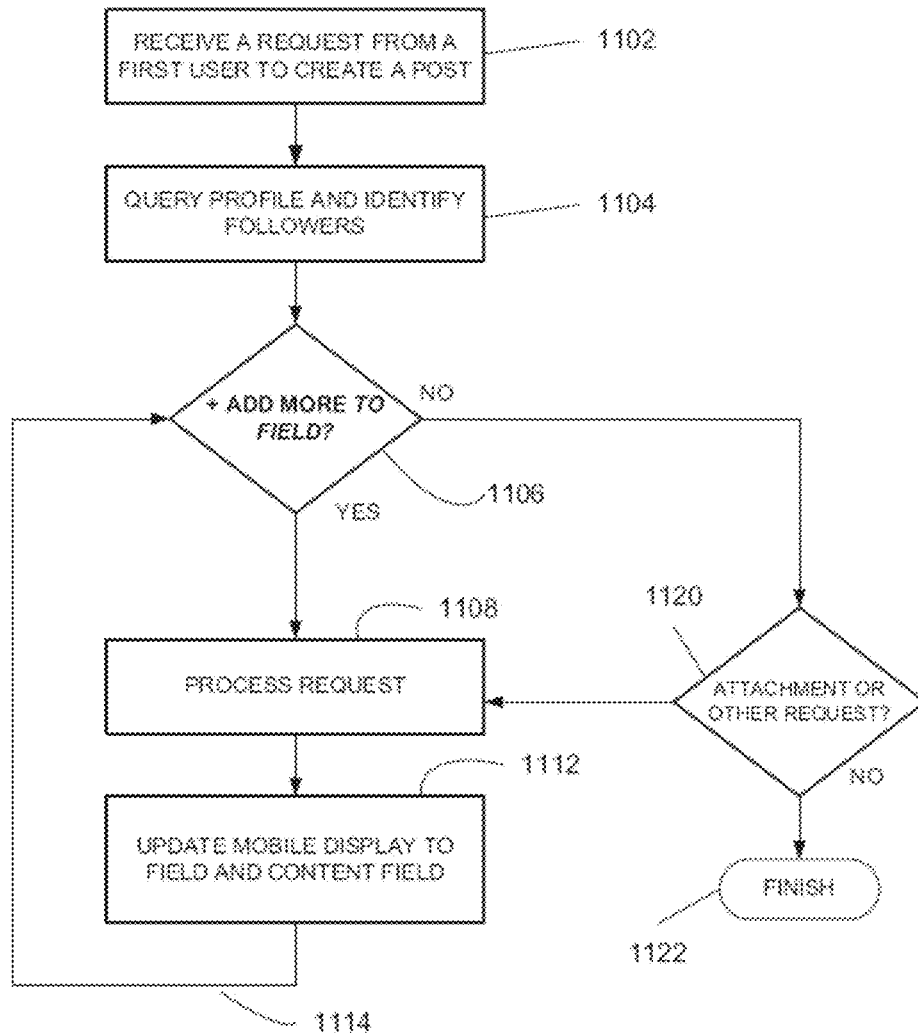 RECEIVE A REQUEST FROM A
FIRST USER TO CREATE A POST
1102
QUERY PROFILE AND IDENTIFY
FOLLOWERS
1104
+ ADD MORE TO
FIELD?
NO
1106
YES
1108
PROCESS REQUEST
1120
ATTACHMENT OR
OTHER REQUEST?
NO
1112
UPDATE MOBILE DISPLAY TO
FIELD AND CONTENT FIELD
FINISH
1122
1114